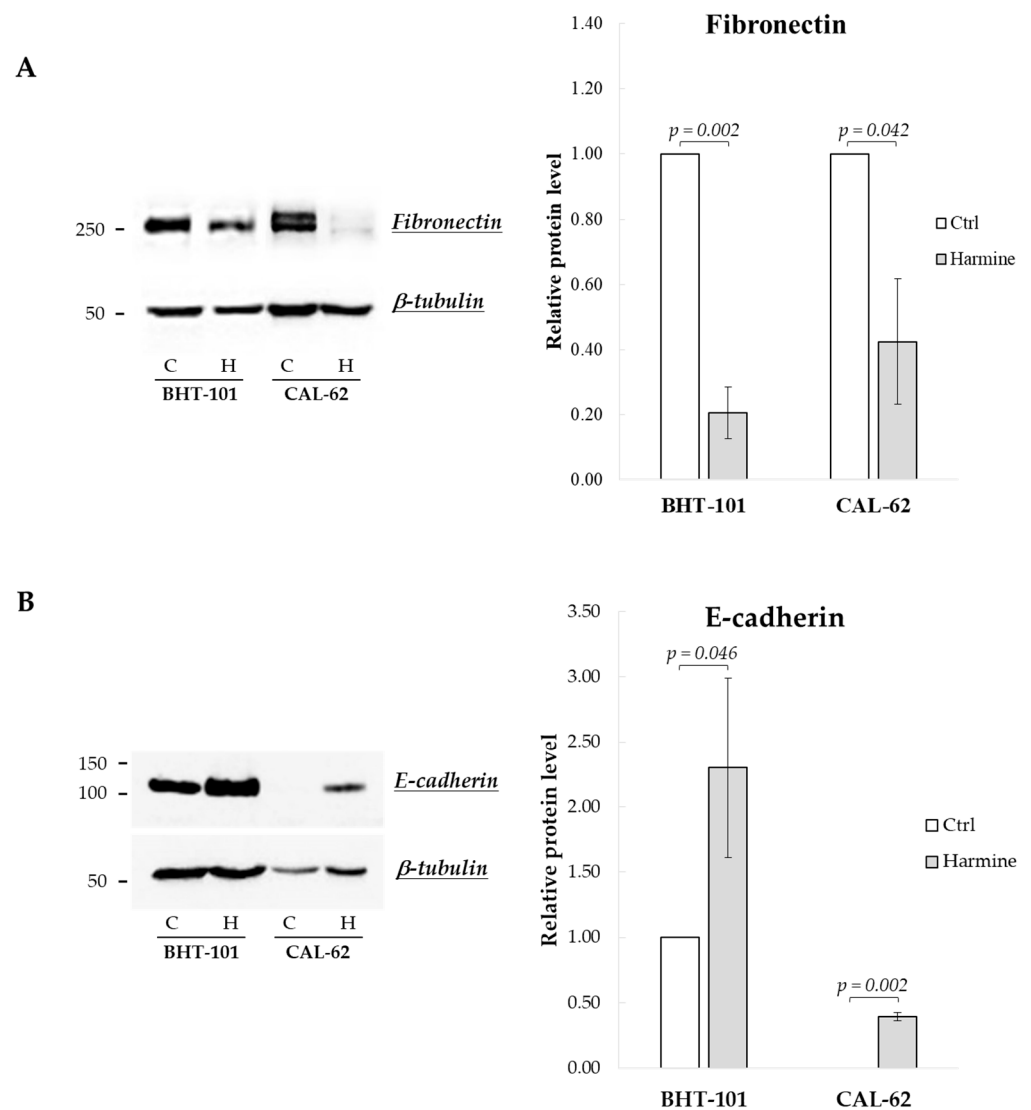 A
250 -
Fibronectin
50 -
β-tubulin
C H C H
BHT-101 CAL-62
Fibronectin
1.40
1.20
1.00
0.80
0.60
0.40
0.20
0.00
Relative protein level
p = 0.002
p = 0.042
Ctrl
Harmine
BHT-101 CAL-62
B
150 -
100 -
E-cadherin
50 -
β-tubulin
C H C H
BHT-101 CAL-62
E-cadherin
3.50
3.00
2.50
2.00
1.50
1.00
0.50
0.00
Relative protein level
p = 0.046
p = 0.002
Ctrl
Harmine
BHT-101 CAL-62